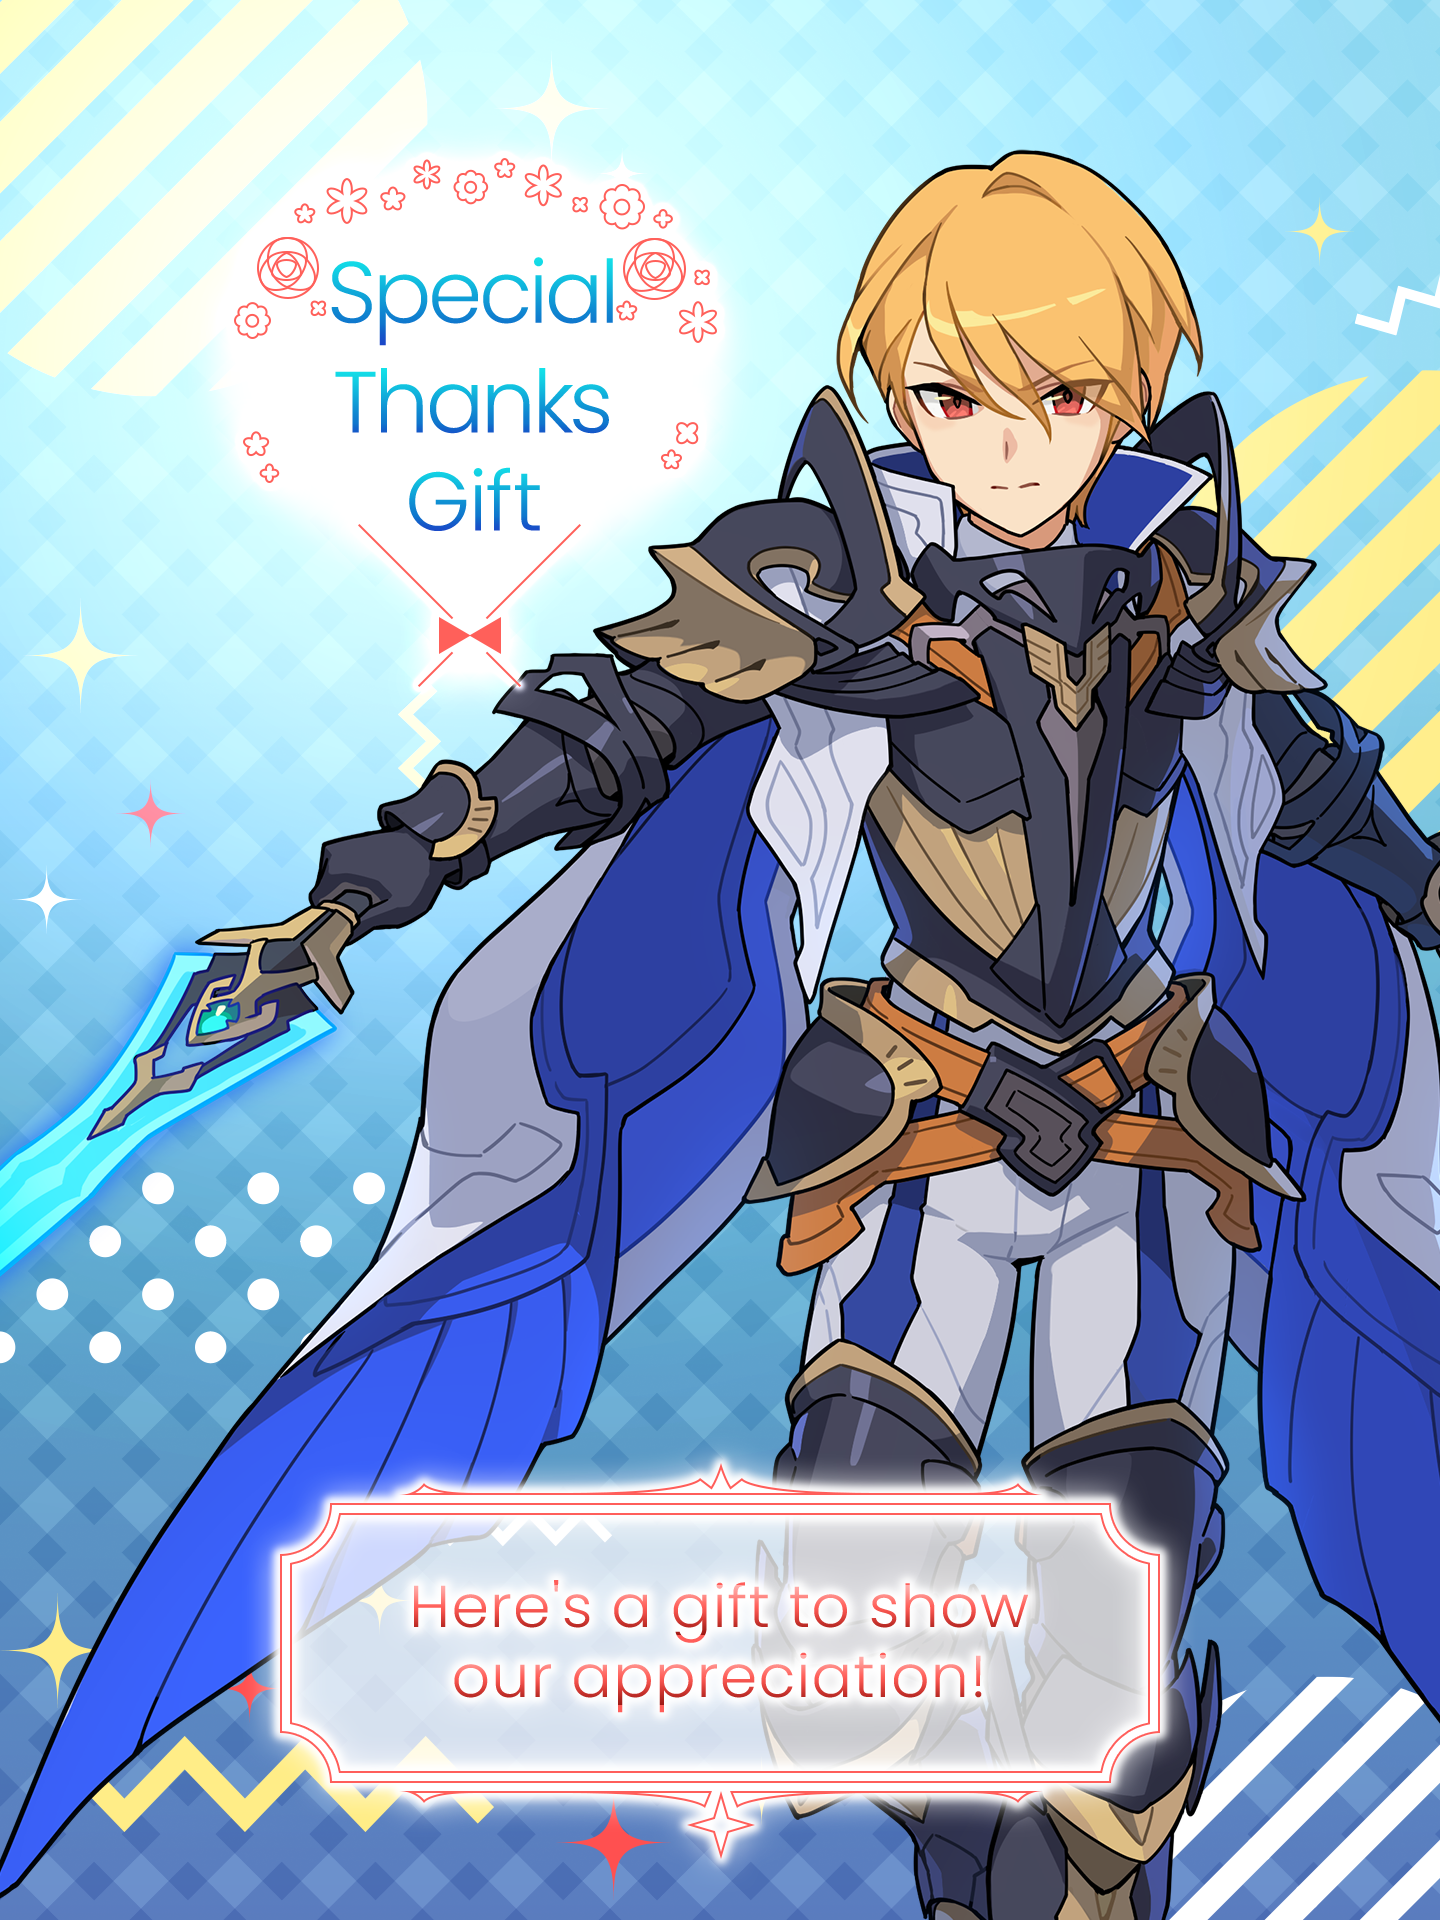 Special
Thanks
Gift
Here's a gift to show
our appreciation!